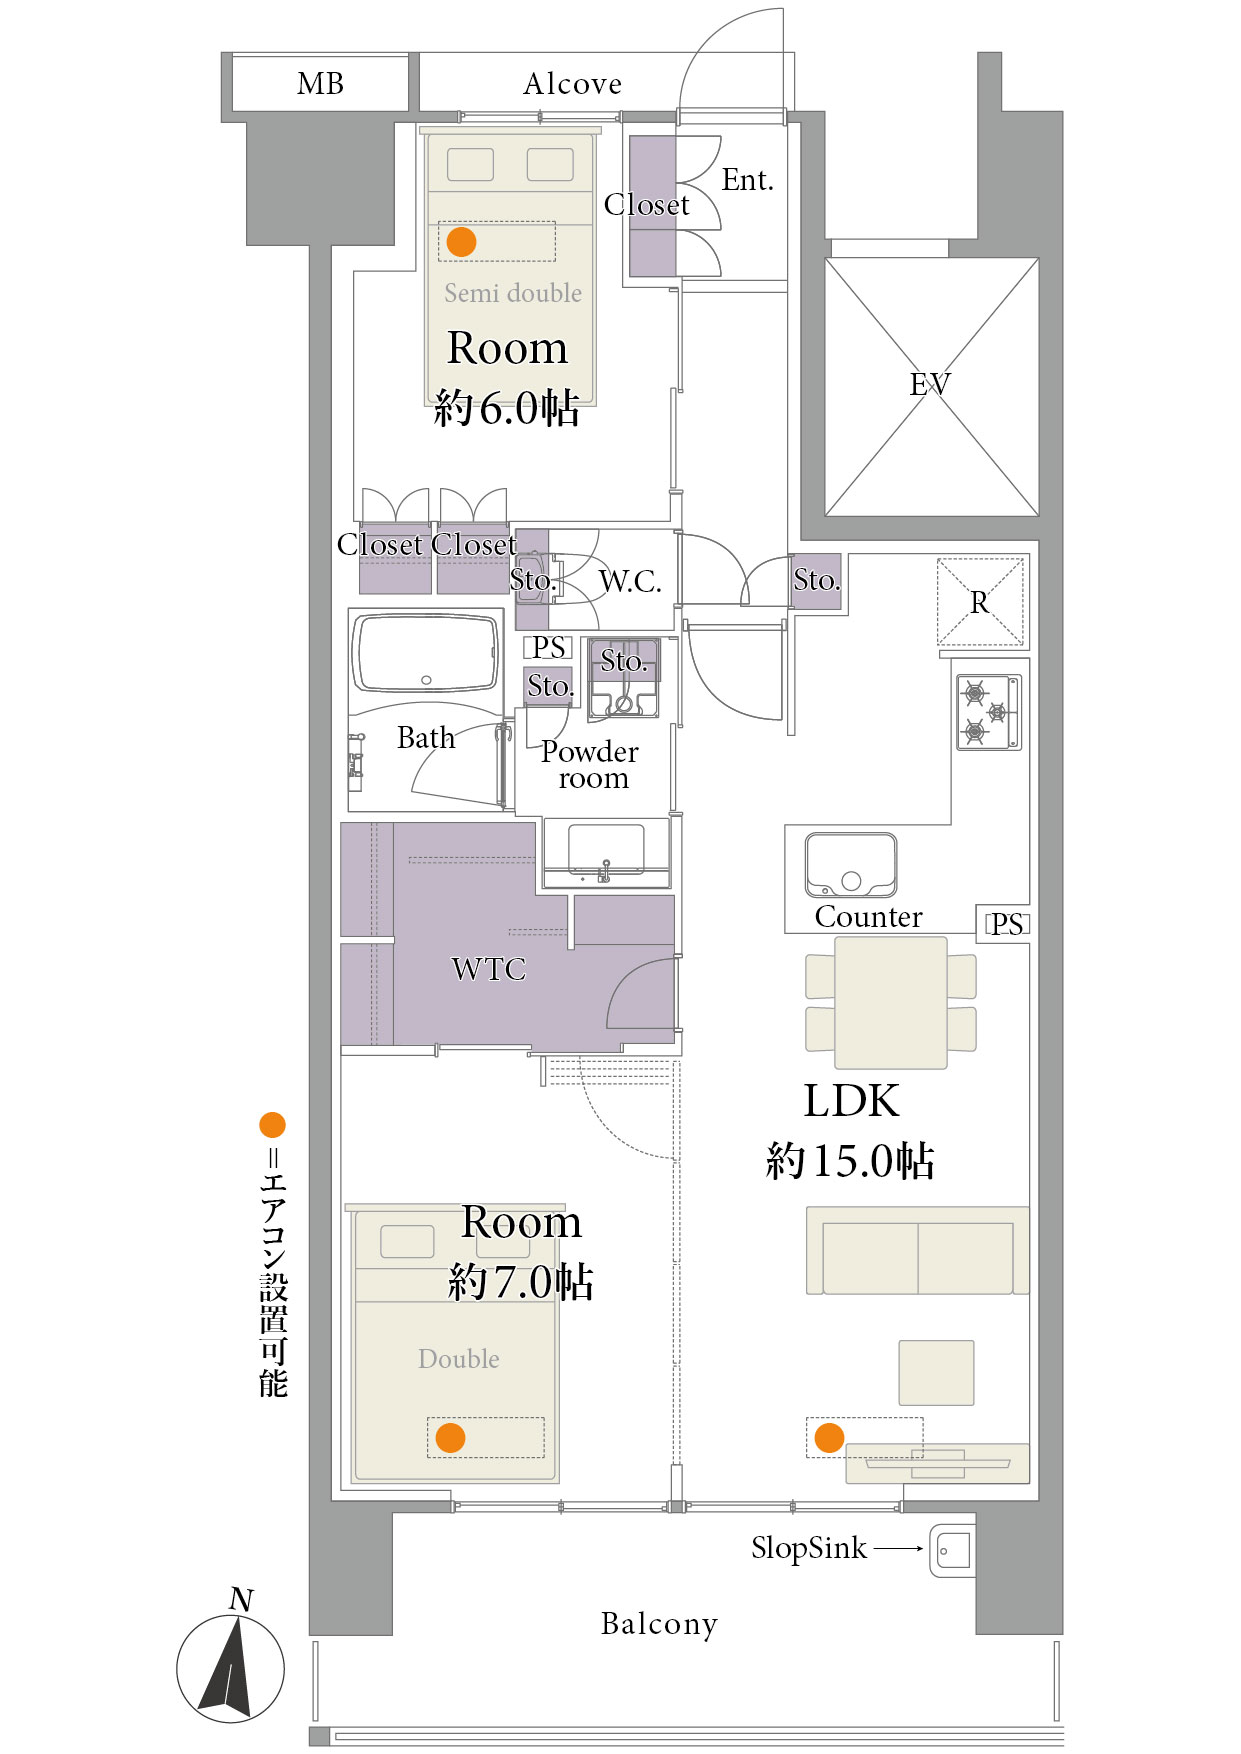 MB
Alcove
Ent.
Closet
Semi double
Room
約6.0帖
EV
Closet
Closet
Sto.
W.C.
Sto.
R
PS
Sto.
Sto.
Bath
Powder
room
Counter
PS
WTC
LDK
約15.0帖
＝エアコン設置可能
Room
約7.0帖
Double
SlopSink
Balcony
N